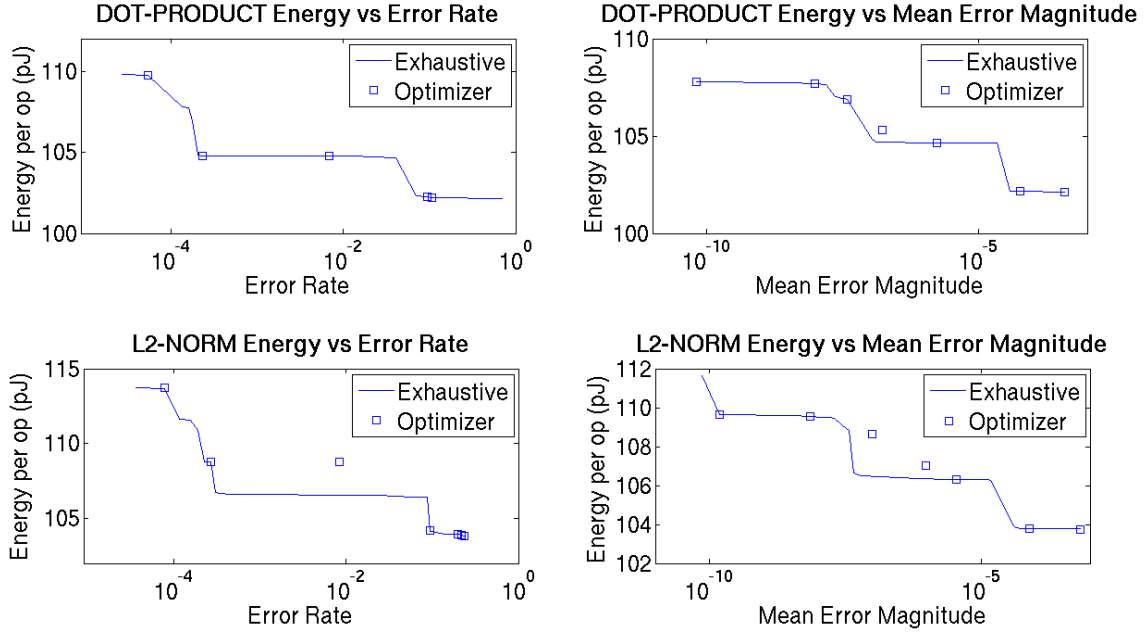 DOT-PRODUCT Energy vs Error Rate
Energy per op (pJ)
110
105
100
Exhaustive
Optimizer
10^-4
10^-2
10^0
Error Rate
DOT-PRODUCT Energy vs Mean Error Magnitude
Energy per op (pJ)
110
105
100
Exhaustive
Optimizer
10^-10
10^-5
Mean Error Magnitude
L2-NORM Energy vs Error Rate
Energy per op (pJ)
115
110
105
Exhaustive
Optimizer
10^-4
10^-2
10^0
Error Rate
L2-NORM Energy vs Mean Error Magnitude
Energy per op (pJ)
112
110
108
106
104
102
Exhaustive
Optimizer
10^-10
10^-5
Mean Error Magnitude